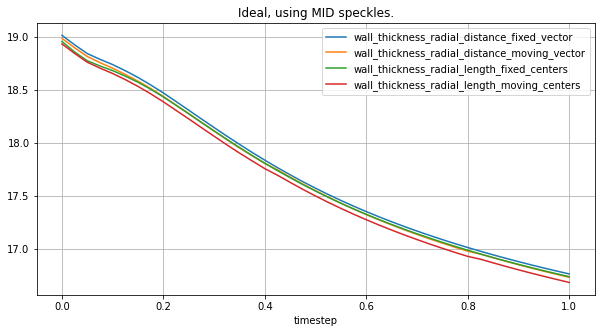 Ideal, using MID speckles.
wall_thickness_radial_distance_fixed_vector
wall_thickness_radial_distance_moving_vector
wall_thickness_radial_length_fixed_centers
wall_thickness_radial_length_moving_centers
19.0
18.5
18.0
17.5
17.0
0.0 0.2 0.4 0.6 0.8 1.0
timestep